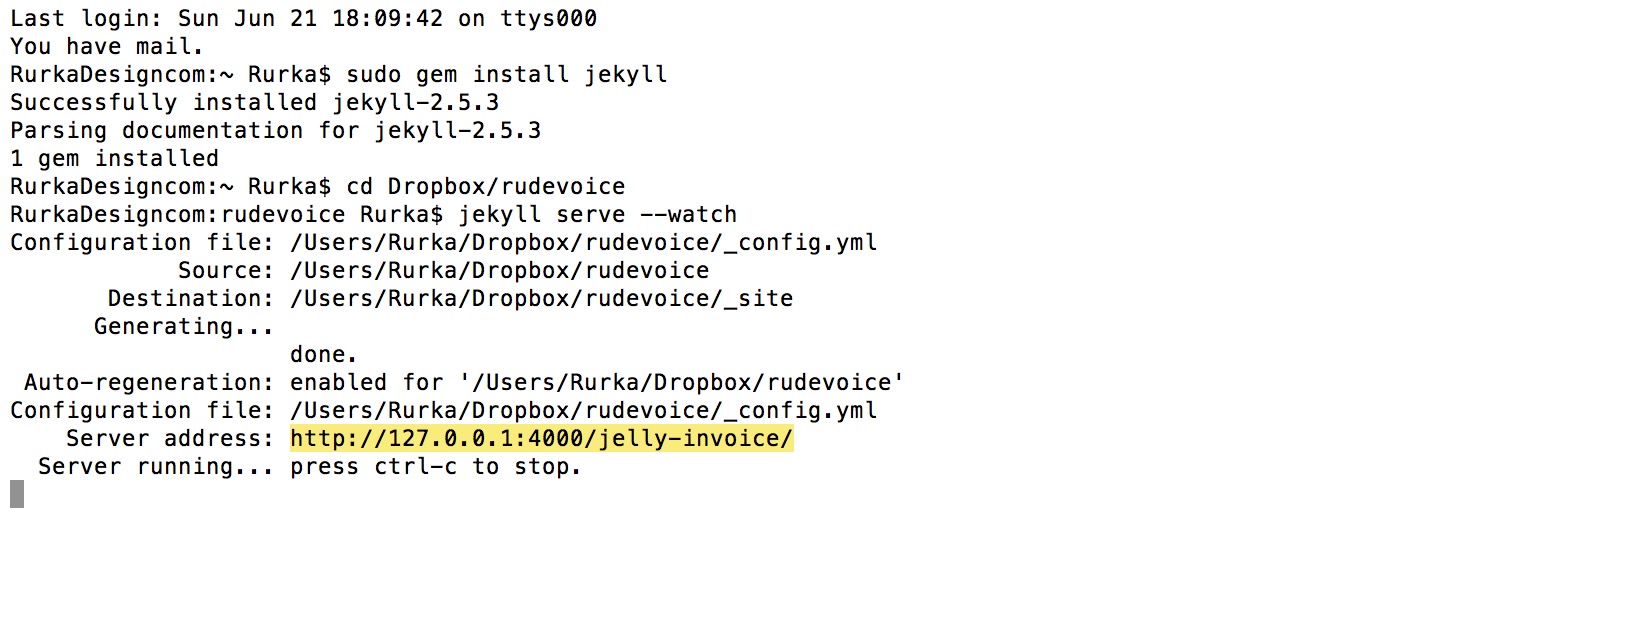 Last login: Sun Jun 21 18:09:42 on ttys000
You have mail.
RurkaDesigncom:~ Rurka$ sudo gem install jekyll
Successfully installed jekyll-2.5.3
Parsing documentation for jekyll-2.5.3
1 gem installed
RurkaDesigncom:~ Rurka$ cd Dropbox/rudevoice
RurkaDesigncom:rudevoice Rurka$ jekyll serve --watch
Configuration file: /Users/Rurka/Dropbox/rudevoice/_config.yml
Source: /Users/Rurka/Dropbox/rudevoice
Destination: /Users/Rurka/Dropbox/rudevoice/_site
Generating...
done.
Auto-regeneration: enabled for '/Users/Rurka/Dropbox/rudevoice'
Configuration file: /Users/Rurka/Dropbox/rudevoice/_config.yml
Server address: http://127.0.0.1:4000/jelly-invoice/
Server running... press ctrl-c to stop.